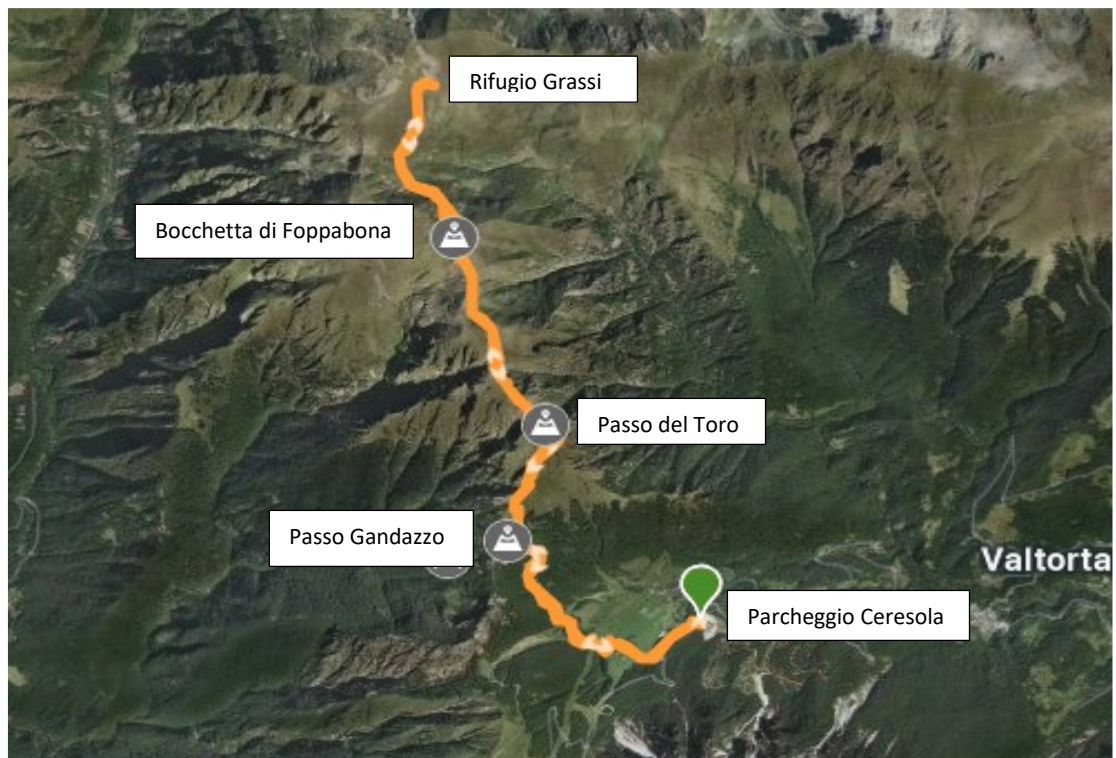 Rifugio Grassi
Bocchetta di Foppabona
Passo del Toro
Passo Gandazzo
Valtorta
Parcheggio Ceresola